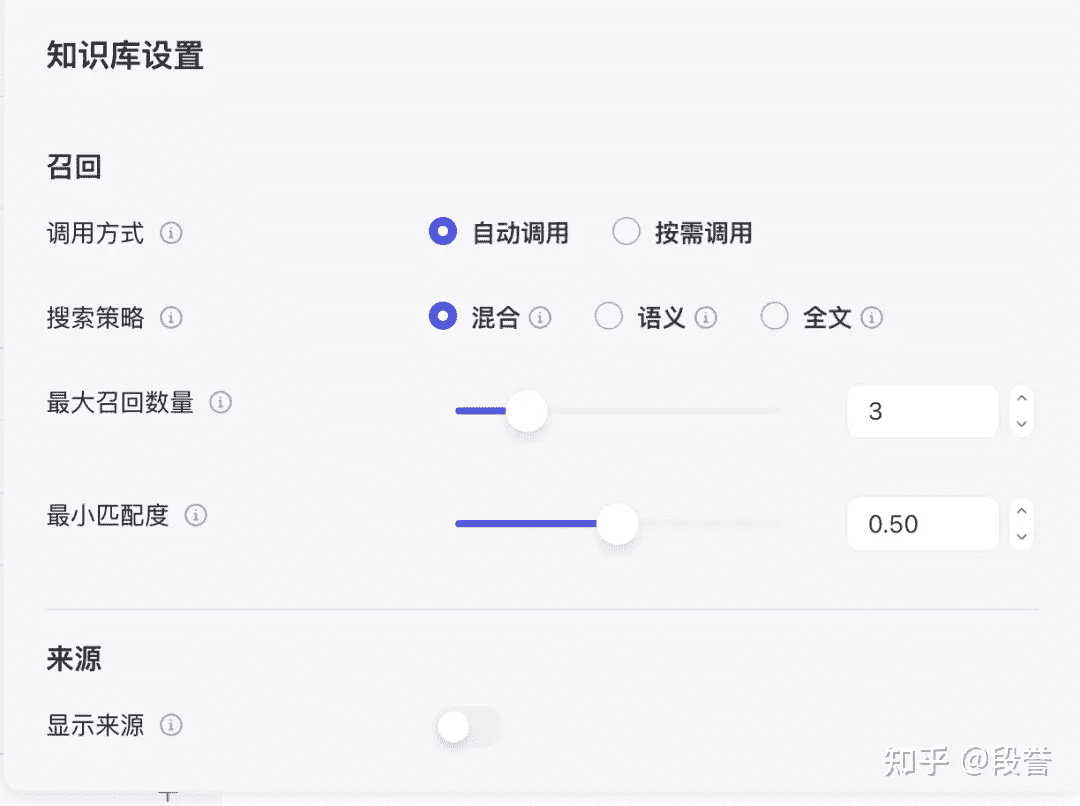 知识库设置
召回
调用方式 自动调用 按需调用
搜索策略 混合 语义 全文
最大召回数量 3
最小匹配度 0.50
来源
显示来源
知乎 @段誉